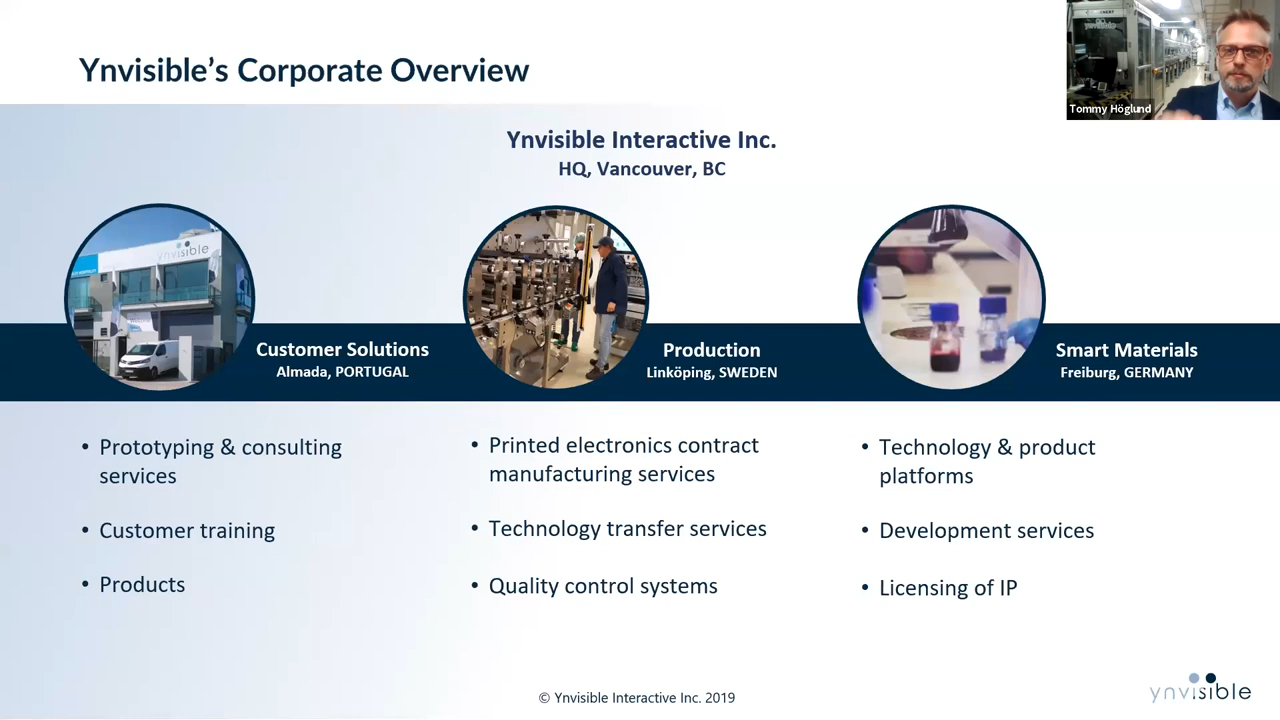 Ynvisible's Corporate Overview
Tommy Höglund
Ynvisible Interactive Inc.
HQ, Vancouver, BC
ynvisible
Customer Solutions
Almada, PORTUGAL
Production
Linköping, SWEDEN
Smart Materials
Freiburg, GERMANY
• Prototyping & consulting
services
• Customer training
• Products
• Printed electronics contract
manufacturing services
• Technology transfer services
• Quality control systems
• Technology & product
platforms
• Development services
• Licensing of IP
© Ynvisible Interactive Inc. 2019
ynvisible